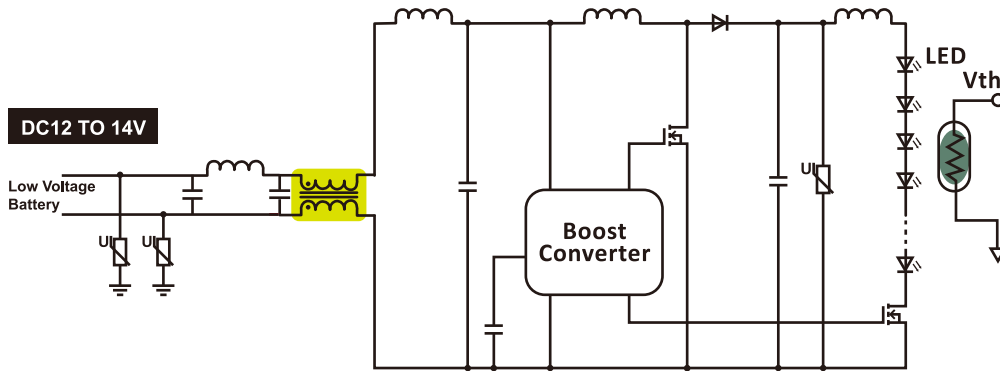 LED
Vth
DC12 TO 14V
Low Voltage
Battery
UI
UI
UI
Boost
Converter